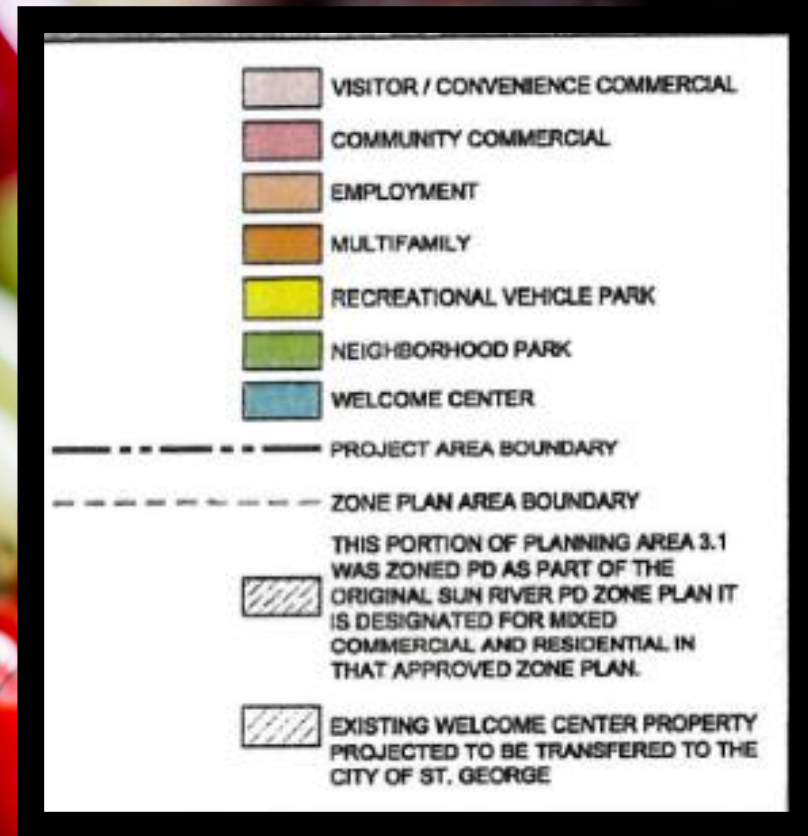 VISITOR / CONVENIENCE COMMERCIAL
COMMUNITY COMMERCIAL
EMPLOYMENT
MULTIFAMILY
RECREATIONAL VEHICLE PARK
NEIGHBORHOOD PARK
WELCOME CENTER
PROJECT AREA BOUNDARY
ZONE PLAN AREA BOUNDARY
THIS PORTION OF PLANNING AREA 3.1
WAS ZONED PD AS PART OF THE
ORIGINAL SUN RIVER PD ZONE PLAN IT
IS DESIGNATED FOR MIXED
COMMERCIAL AND RESIDENTIAL IN
THAT APPROVED ZONE PLAN.
EXISTING WELCOME CENTER PROPERTY
PROJECTED TO BE TRANSFERED TO THE
CITY OF ST. GEORGE